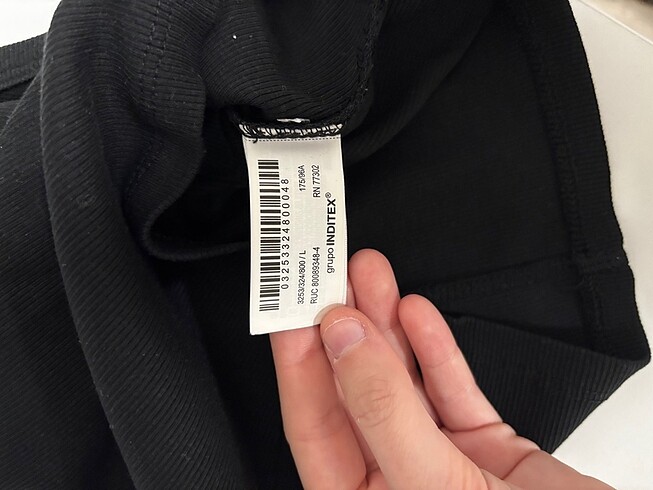 03253324800048
3253/324/800 / L 175/96A
RUC 80089348-4 RN 77302
grupo INDITEX®